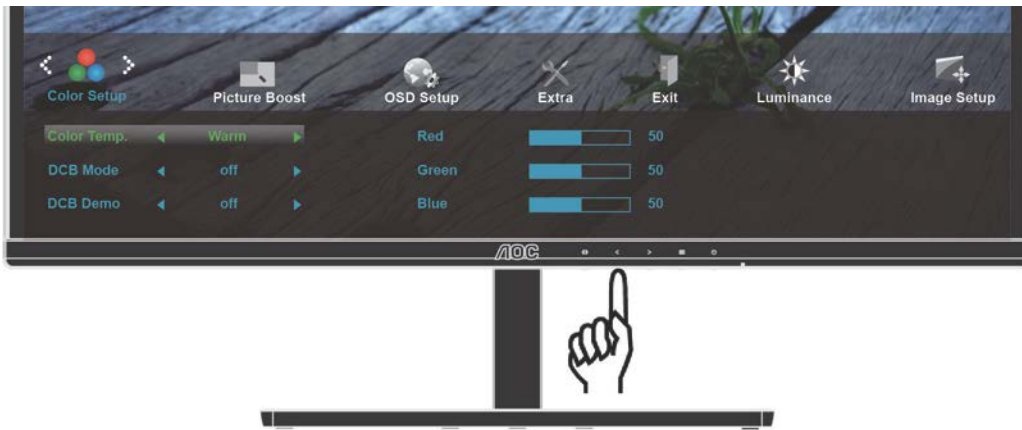 Color Setup
Picture Boost
OSD Setup
Extra
Exit
Luminance
Image Setup
Color Temp. Warm Red 50
DCB Mode off Green 50
DCB Demo off Blue 50
AOC